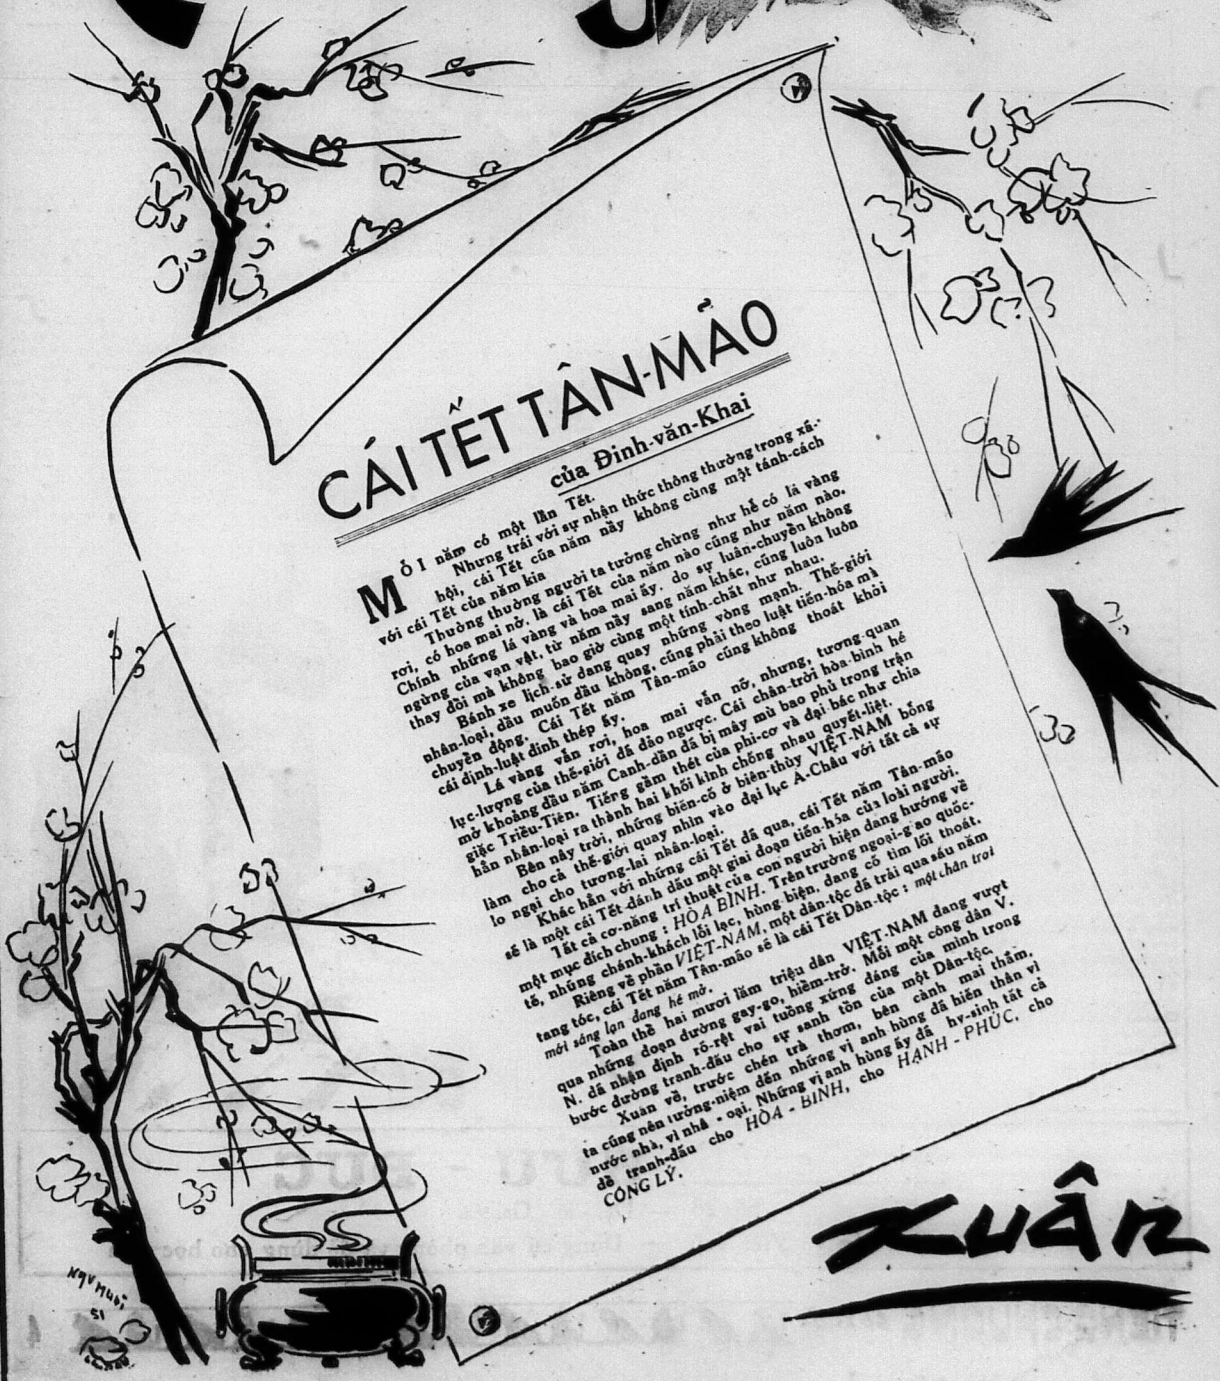 CÁI TẾT TÂN-MÃO
của Đinh-văn-Khai
MỖI năm có một lần Tết.
Nhưng trái với sự nhận thức thông thường trong xã-
hội, cái Tết của năm nầy không cùng một tánh-cách
với cái Tết của năm kia
Thường thường người ta tưởng chừng như hễ có lá vàng
rơi, có hoa mai nở, là cái Tết của năm nào cũng như năm nào.
Chính những lá vàng và hoa mai ấy, do sự luân-chuyển không
ngừng của vạn vật, từ năm nầy sang năm khác, cũng luôn luôn
thay đổi mà không bao giờ cùng một tính-chất như nhau.
Bánh xe lịch-sử đang quay những vòng mạnh. Thế-giới
nhân-loại, dầu muốn dầu không, cũng phải theo luật tiến-hóa mà
chuyển động. Cái Tết năm Tân-mão cũng không thoát khỏi
cái định-luật đinh thép ấy.
Lá vàng vẫn rơi, hoa mai vẫn nở, nhưng, tương-quan
lực-lượng của thế-giới đã đảo ngược. Cái chân-trời hòa-bình hé
mở khoảng đầu năm Canh-dần đã bị mây mù bao phủ trong trận
giặc Triều-Tiên. Tiếng gầm thét của phi-cơ và đại-bác như chia
hẳn nhân-loại ra thành hai khối kình chống nhau quyết-liệt.
Bên nây trời, những biến-cố ở biên-thùy VIỆT-NAM bỗng
làm cho cả thế-giới quay nhìn vào đại lục Á-Châu với tất cả sự
lo ngại cho tương-lai nhân-loại.
Khác hẳn với những cái Tết đã qua, cái Tết năm Tân-mão
sẽ là một cái Tết đánh dấu một giai đoạn tiến-hóa của loài người.
Tất cả cơ-năng trí thuật của con người hiện đang hướng về
một mục đích chung : HÒA BÌNH. Trên trường ngoại-giao quốc-
tế, những chánh-khách lỗi lạc, hùng-biện, đang cố tìm lối thoát.
Riêng về phần VIỆT-NAM, một dân-tộc đã trải qua sáu năm
tang tóc, cái Tết năm Tân-mão sẽ là cái Tết Dân-tộc : một chân trời
mới sáng lạn đang hé mở.
Toàn thể hai mươi lăm triệu dân VIỆT-NAM đang vượt
qua những đoạn đường gay-go, hiểm-trở. Mỗi một công dân V.
N. đã nhận định rõ-rệt vai tuồng xứng đáng của mình trong
bước đường tranh-đấu cho sự sanh tồn của một Dân-tộc.
Xuân về, trước chén trà thơm, bên cành mai thắm,
ta cũng nên tưởng-niệm đến những vị anh hùng đã hiến thân vì
nước nhà, vì nhâ - oại. Những vị anh hùng ấy đã hy-sinh tất cả
để tranh-đấu cho HÒA - BÌNH, cho HẠNH - PHÚC, cho
CÔNG LÝ.
Xuân
NGỌ MUỘI
51